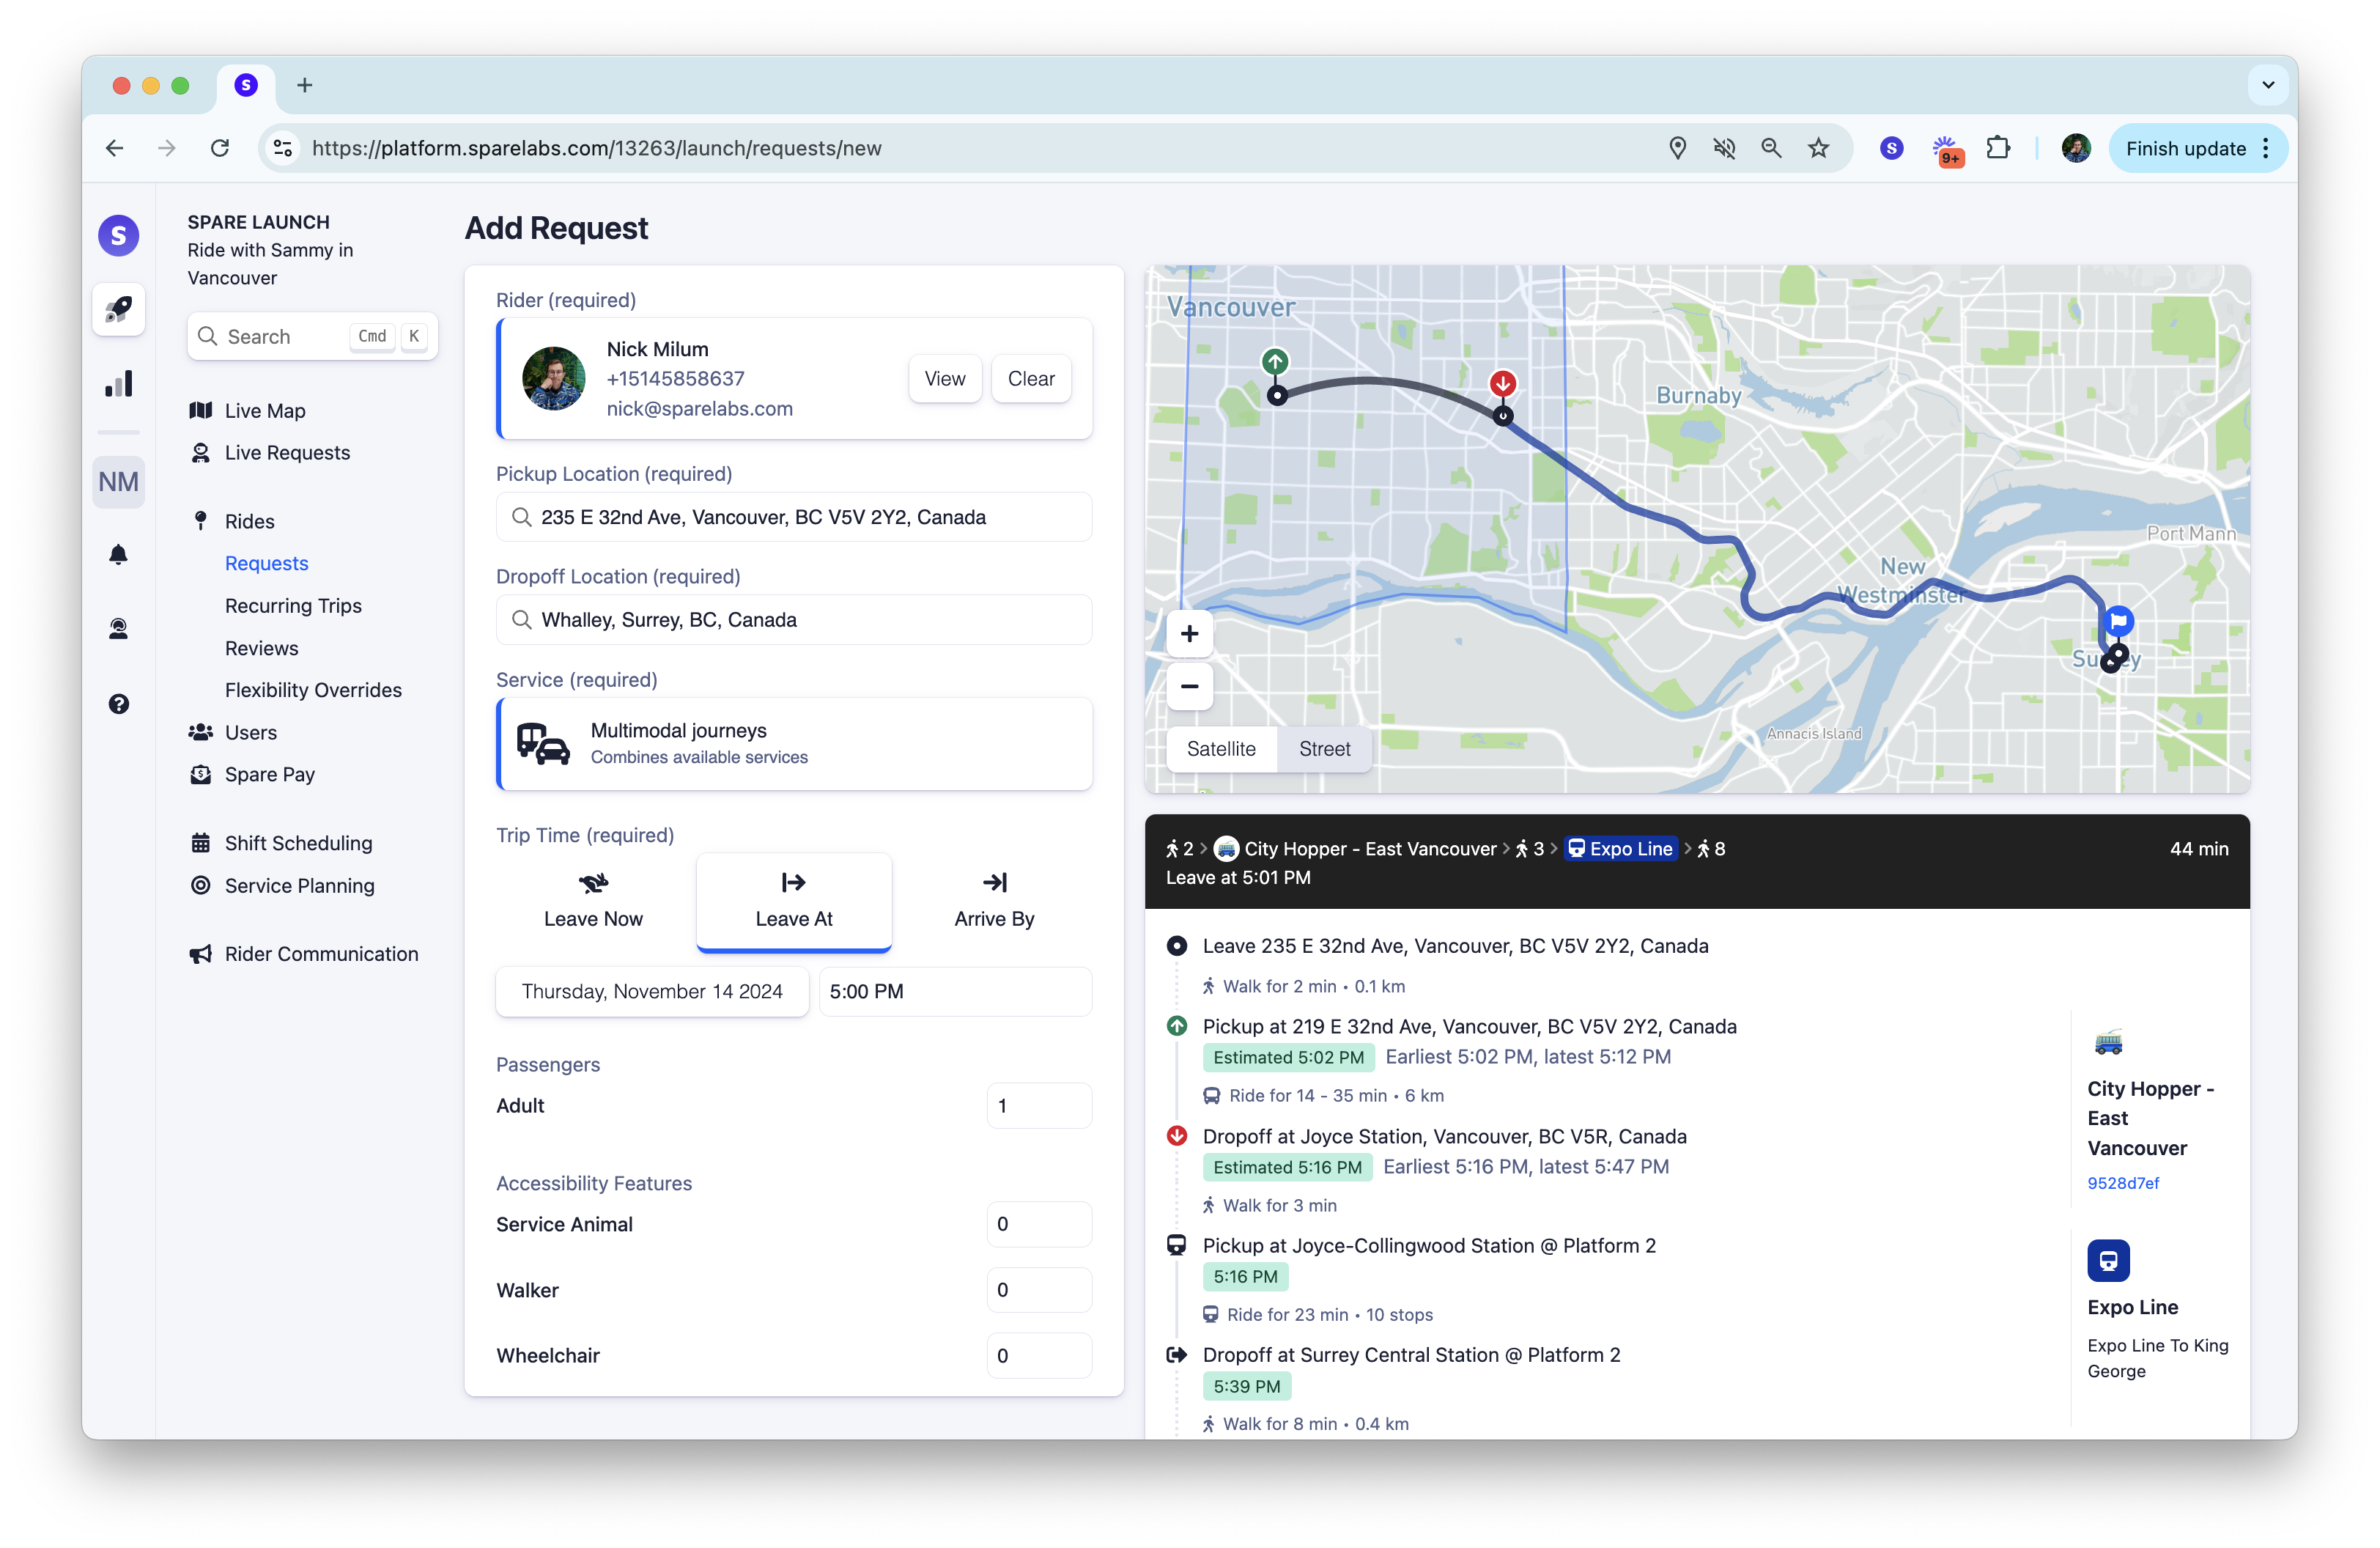 S
https://platform.sparelabs.com/13263/launch/requests/new
S
9+
Finish update
S
NM
SPARE LAUNCH
Ride with Sammy in
Vancouver
Search Cmd K
Live Map
Live Requests
Rides
Requests
Recurring Trips
Reviews
Flexibility Overrides
Users
Spare Pay
Shift Scheduling
Service Planning
Rider Communication
Add Request
Rider (required)
Nick Milum
+15145858637
nick@sparelabs.com
View
Clear
Pickup Location (required)
235 E 32nd Ave, Vancouver, BC V5V 2Y2, Canada
Dropoff Location (required)
Whalley, Surrey, BC, Canada
Service (required)
Multimodal journeys
Combines available services
Trip Time (required)
Leave Now
Leave At
Arrive By
Thursday, November 14 2024
5:00 PM
Passengers
Adult 1
Accessibility Features
Service Animal 0
Walker 0
Wheelchair 0
Vancouver
Burnaby
Port Mann
New
Westminster
Annacis Island
+
−
Satellite Street
2 > City Hopper - East Vancouver > 3 > Expo Line > 8 44 min
Leave at 5:01 PM
Leave 235 E 32nd Ave, Vancouver, BC V5V 2Y2, Canada
Walk for 2 min • 0.1 km
Pickup at 219 E 32nd Ave, Vancouver, BC V5V 2Y2, Canada
Estimated 5:02 PM Earliest 5:02 PM, latest 5:12 PM
Ride for 14 - 35 min • 6 km
Dropoff at Joyce Station, Vancouver, BC V5R, Canada
Estimated 5:16 PM Earliest 5:16 PM, latest 5:47 PM
Walk for 3 min
Pickup at Joyce-Collingwood Station @ Platform 2
5:16 PM
Ride for 23 min • 10 stops
Dropoff at Surrey Central Station @ Platform 2
5:39 PM
Walk for 8 min • 0.4 km
City Hopper -
East
Vancouver
9528d7ef
Expo Line
Expo Line To King
George